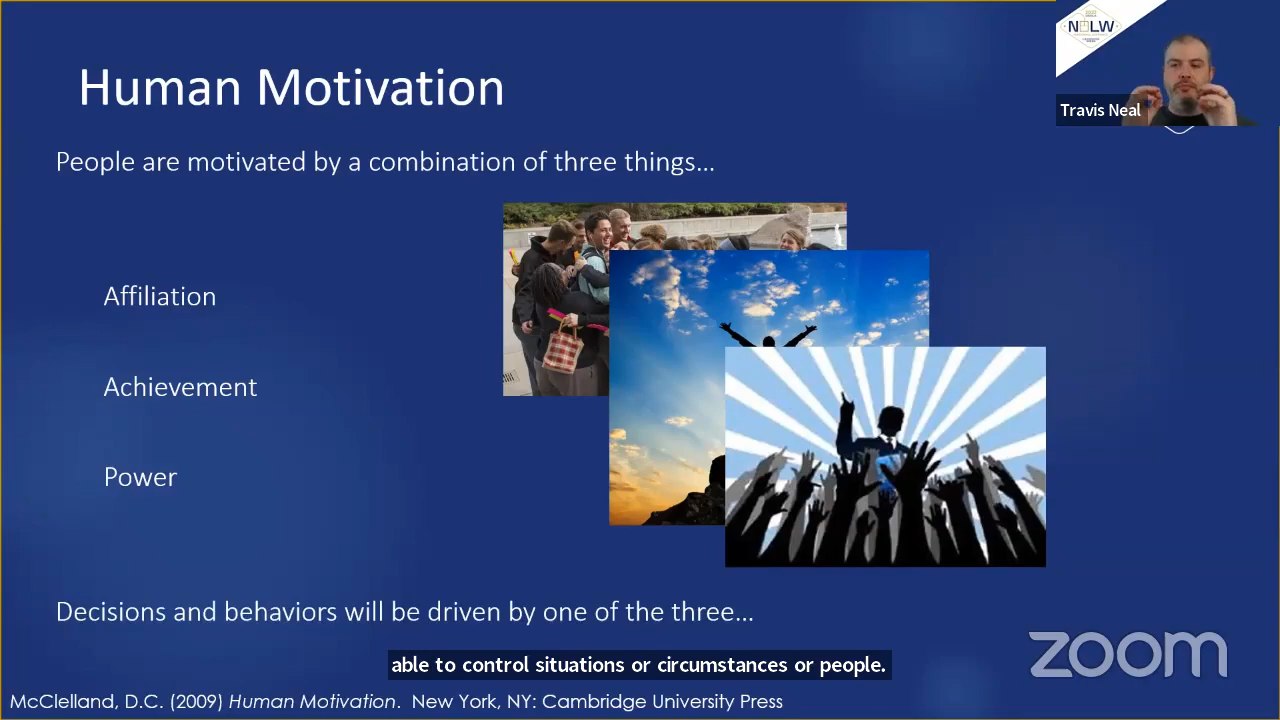 Human Motivation
NLW
Travis Neal
People are motivated by a combination of three things...
Affiliation
Achievement
Power
Decisions and behaviors will be driven by one of the three...
able to control situations or circumstances or people.
zoom
McClelland, D.C. (2009) Human Motivation. New York, NY: Cambridge University Press